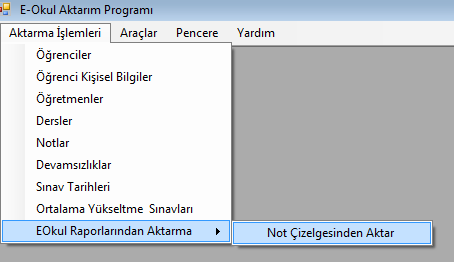 E-Okul Aktarım Programı
Aktarma İşlemleri Araçlar Pencere Yardım
Öğrenciler
Öğrenci Kişisel Bilgiler
Öğretmenler
Dersler
Notlar
Devamsızlıklar
Sınav Tarihleri
Ortalama Yükseltme  Sınavları
EOkul Raporlarından Aktarma
Not Çizelgesinden Aktar